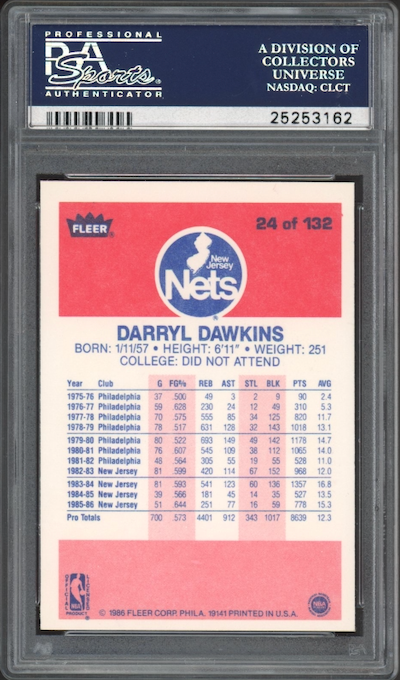 PROFESSIONAL
PSA
Sports
AUTHENTICATOR
A DIVISION OF
COLLECTORS
UNIVERSE
NASDAQ: CLCT
25253162
FLEER
24 of 132
New
Jersey
Nets
DARRYL DAWKINS
BORN: 1/11/57 • HEIGHT: 6'11" • WEIGHT: 251
COLLEGE: DID NOT ATTEND
Year Club G FG% REB AST STL BLK PTS AVG
1975-76 Philadelphia 37 .500 49 3 2 9 90 2.4
1976-77 Philadelphia 59 .628 230 24 12 49 310 5.3
1977-78 Philadelphia 70 .575 555 85 34 125 820 11.7
1978-79 Philadelphia 78 .517 631 128 32 143 1018 13.1
1979-80 Philadelphia 80 .522 693 149 49 142 1178 14.7
1980-81 Philadelphia 76 .607 545 109 38 112 1065 14.0
1981-82 Philadelphia 48 .564 305 55 19 55 528 11.0
1982-83 New Jersey 81 .599 420 114 67 152 968 12.0
1983-84 New Jersey 81 .593 541 123 60 136 1357 16.8
1984-85 New Jersey 39 .566 181 45 14 35 527 13.5
1985-86 New Jersey 51 .644 251 77 16 59 778 15.3
Pro Totals 700 .573 4401 912 343 1017 8639 12.3
© 1986 FLEER CORP. PHILA. 19141 PRINTED IN U.S.A.